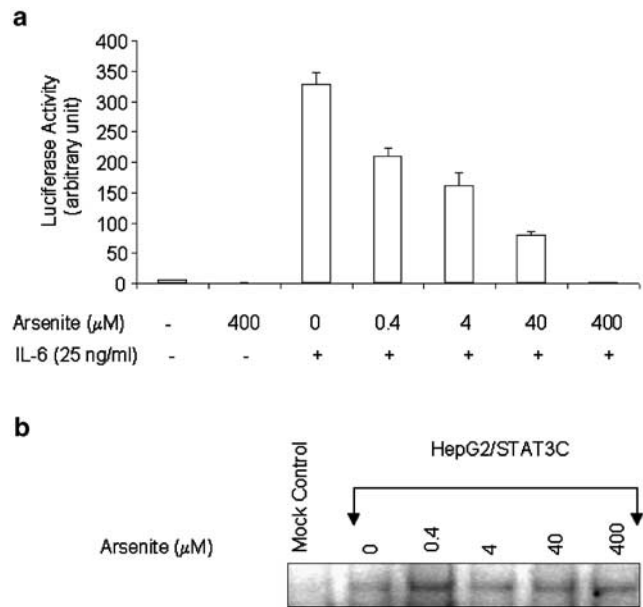 a
Luciferase Activity
(arbitrary unit)
400
350
300
250
200
150
100
50
0
Arsenite (μM) - 400 0 0.4 4 40 400
IL-6 (25 ng/ml) - - + + + + +
b
HepG2/STAT3C
Mock Control
Arsenite (μM) 0 0.4 4 40 400